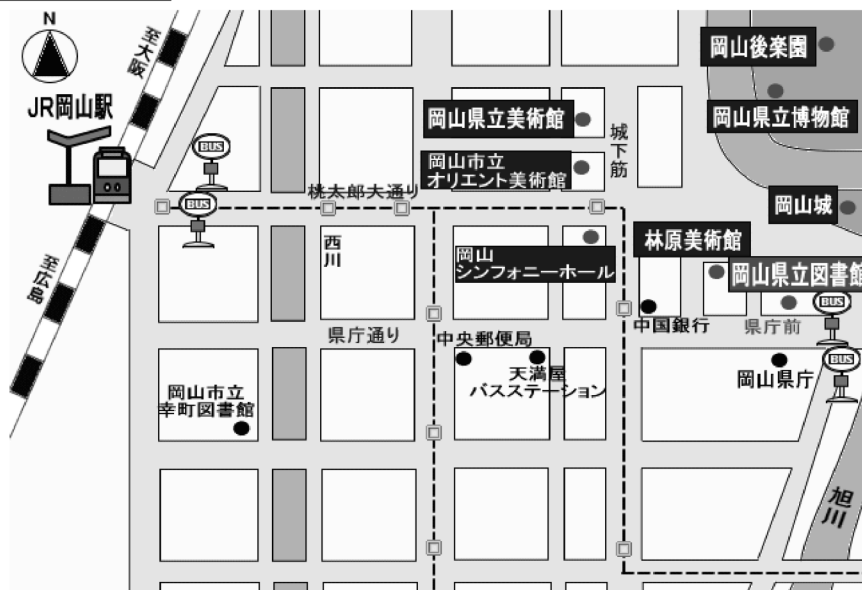 N
至大阪
JR岡山駅
BUS
BUS
桃太郎大通り
岡山県立美術館
岡山市立
オリエント美術館
城下筋
岡山後楽園
岡山県立博物館
岡山城
至広島
西川
岡山
シンフォニーホール
林原美術館
岡山県立図書館
BUS
中国銀行
県庁前
県庁通り
中央郵便局
天満屋
バスステーション
岡山県庁
BUS
岡山市立
幸町図書館
旭川